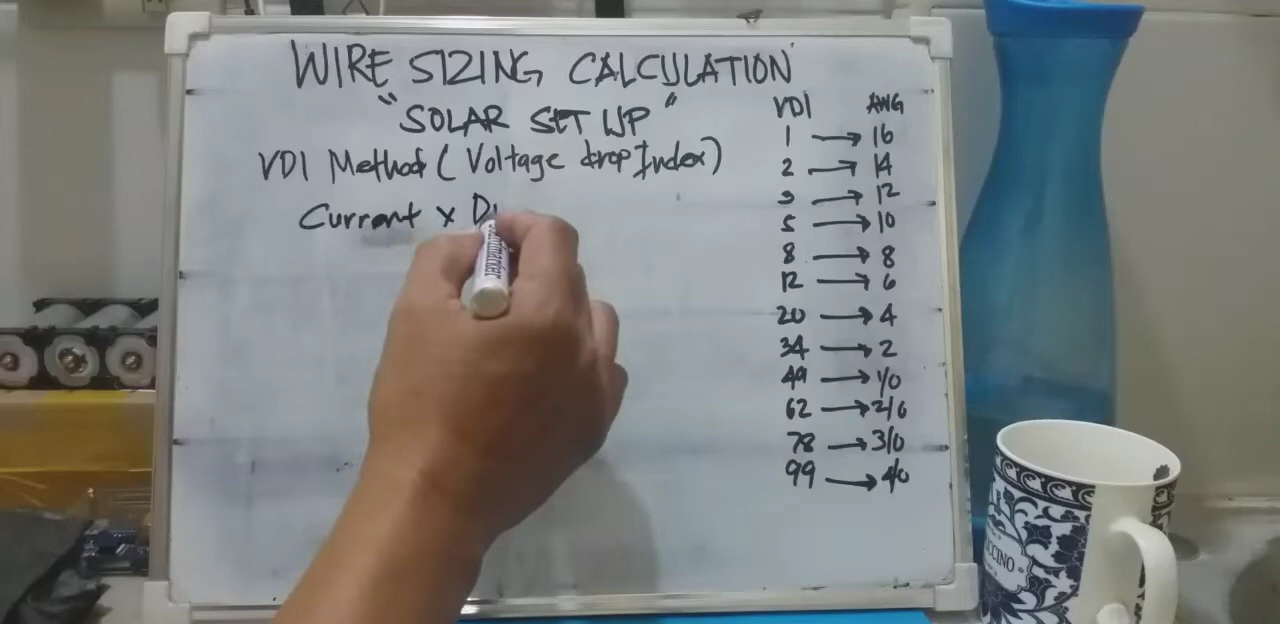 WIRE SIZING CALCULATION
"SOLAR SET UP"
VDI Method (Voltage drop Index)
Current x D
VDI AWG
1 → 16
2 → 14
3 → 12
5 → 10
8 → 8
12 → 6
20 → 4
34 → 2
49 → 1/0
62 → 2/0
78 → 3/0
99 → 4/0